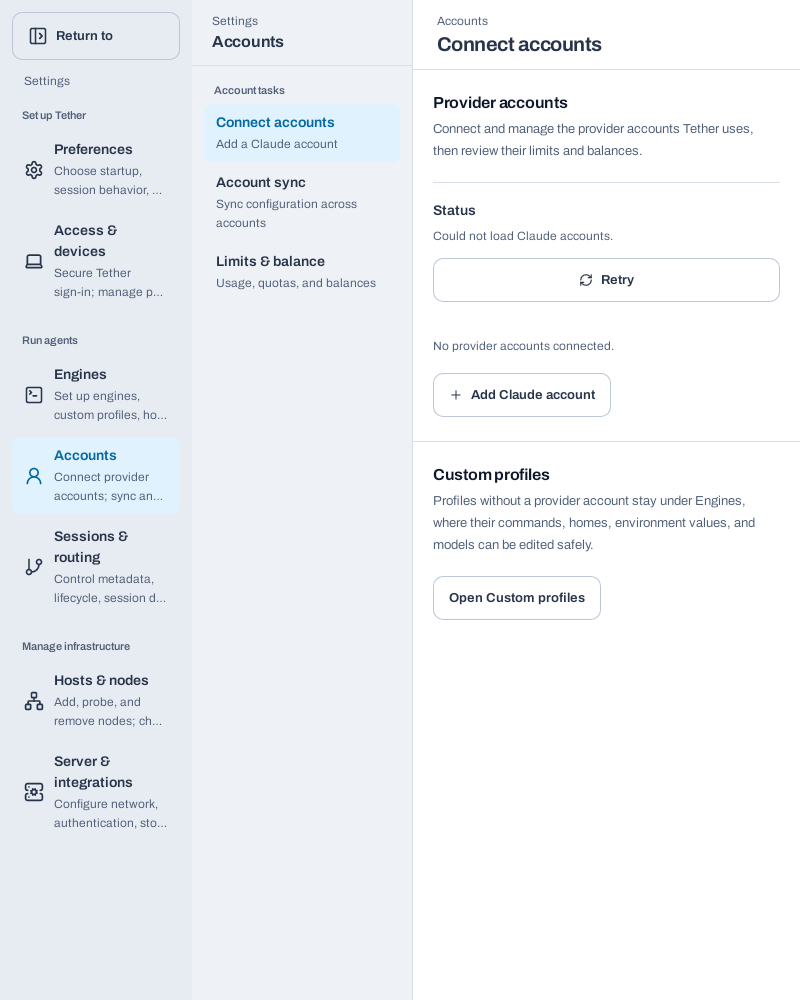 Return to
Settings
Set up Tether
Preferences
Choose startup,
session behavior, ...
Access &
devices
Secure Tether
sign-in; manage p...
Run agents
Engines
Set up engines,
custom profiles, ho...
Accounts
Connect provider
accounts; sync an...
Sessions &
routing
Control metadata,
lifecycle, session d...
Manage infrastructure
Hosts & nodes
Add, probe, and
remove nodes; ch...
Server &
integrations
Configure network,
authentication, sto...
Settings
Accounts
Account tasks
Connect accounts
Add a Claude account
Account sync
Sync configuration across
accounts
Limits & balance
Usage, quotas, and balances
Accounts
Connect accounts
Provider accounts
Connect and manage the provider accounts Tether uses,
then review their limits and balances.
Status
Could not load Claude accounts.
Retry
No provider accounts connected.
Add Claude account
Custom profiles
Profiles without a provider account stay under Engines,
where their commands, homes, environment values, and
models can be edited safely.
Open Custom profiles